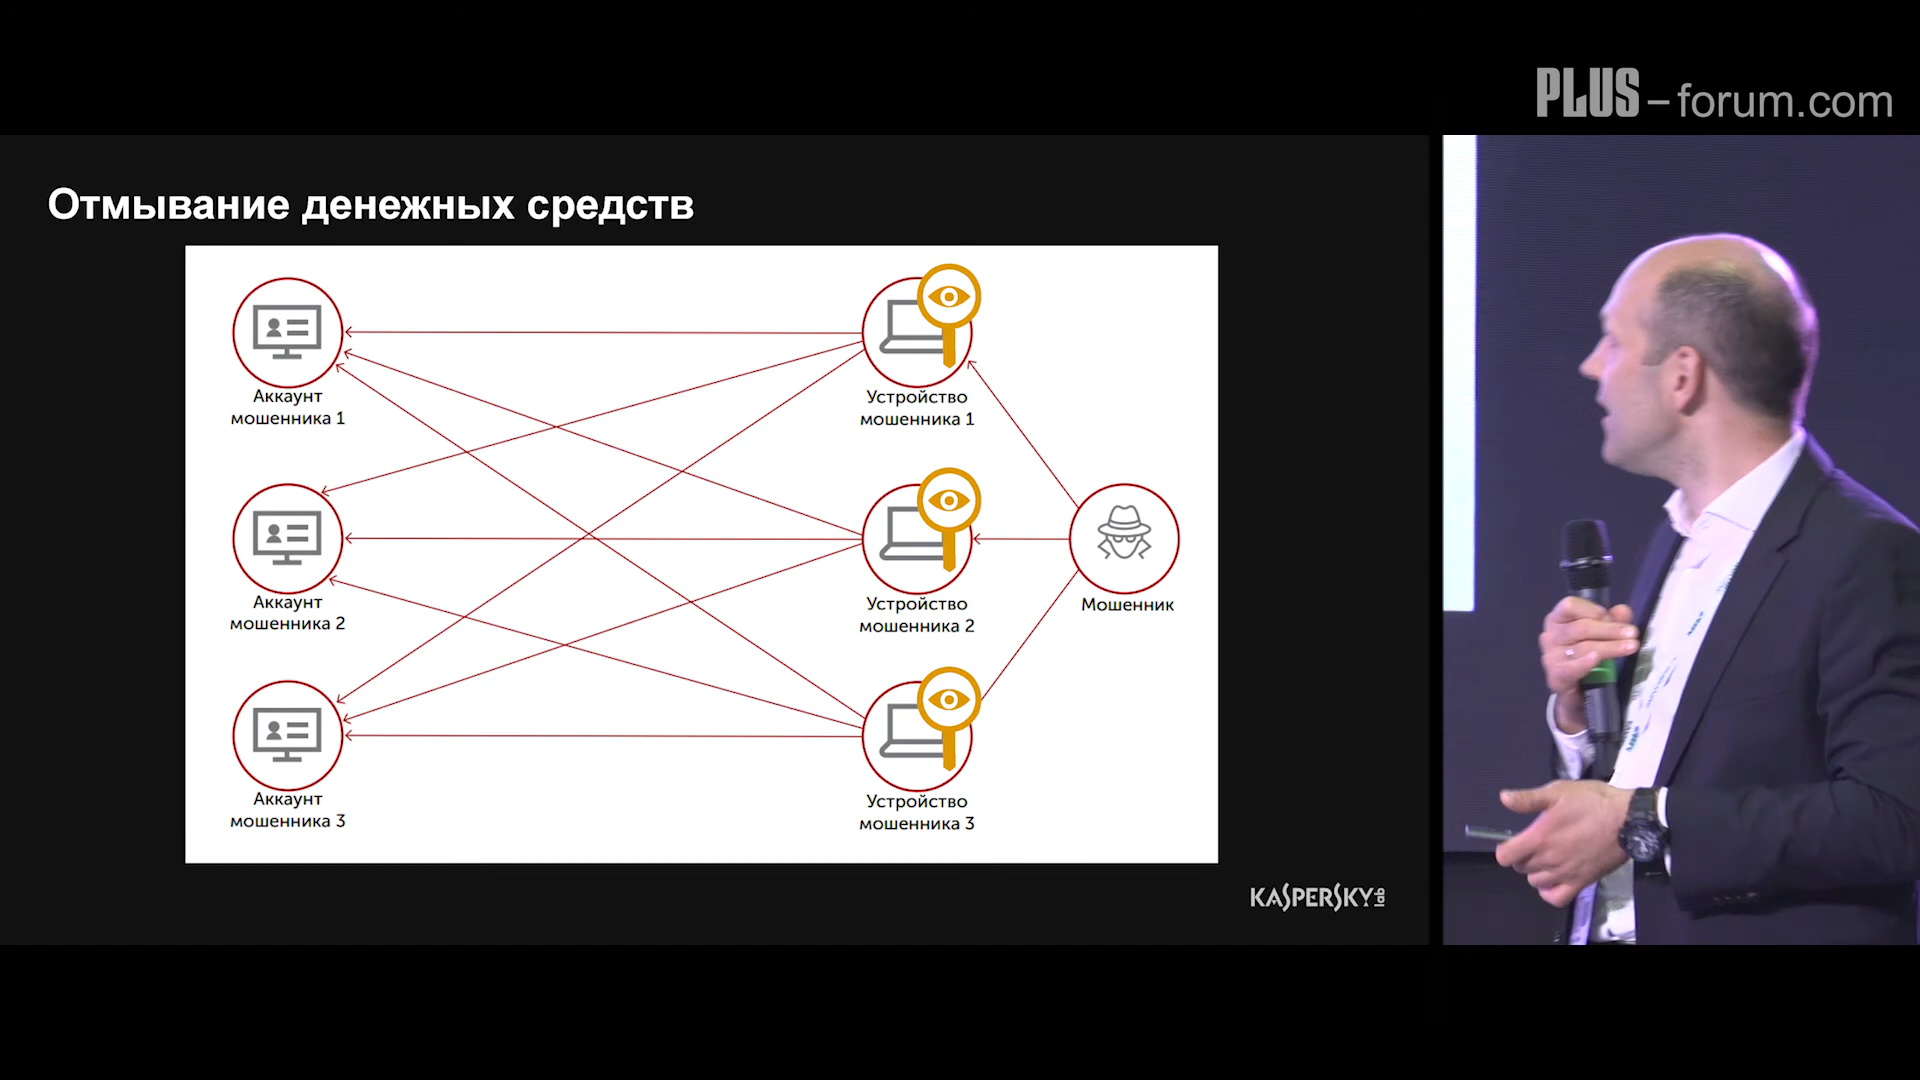 PLUS – forum.com
Отмывание денежных средств
Аккаунт
мошенника 1
Устройство
мошенника 1
Аккаунт
мошенника 2
Устройство
мошенника 2
Мошенник
Аккаунт
мошенника 3
Устройство
мошенника 3
KASPERSKY lab